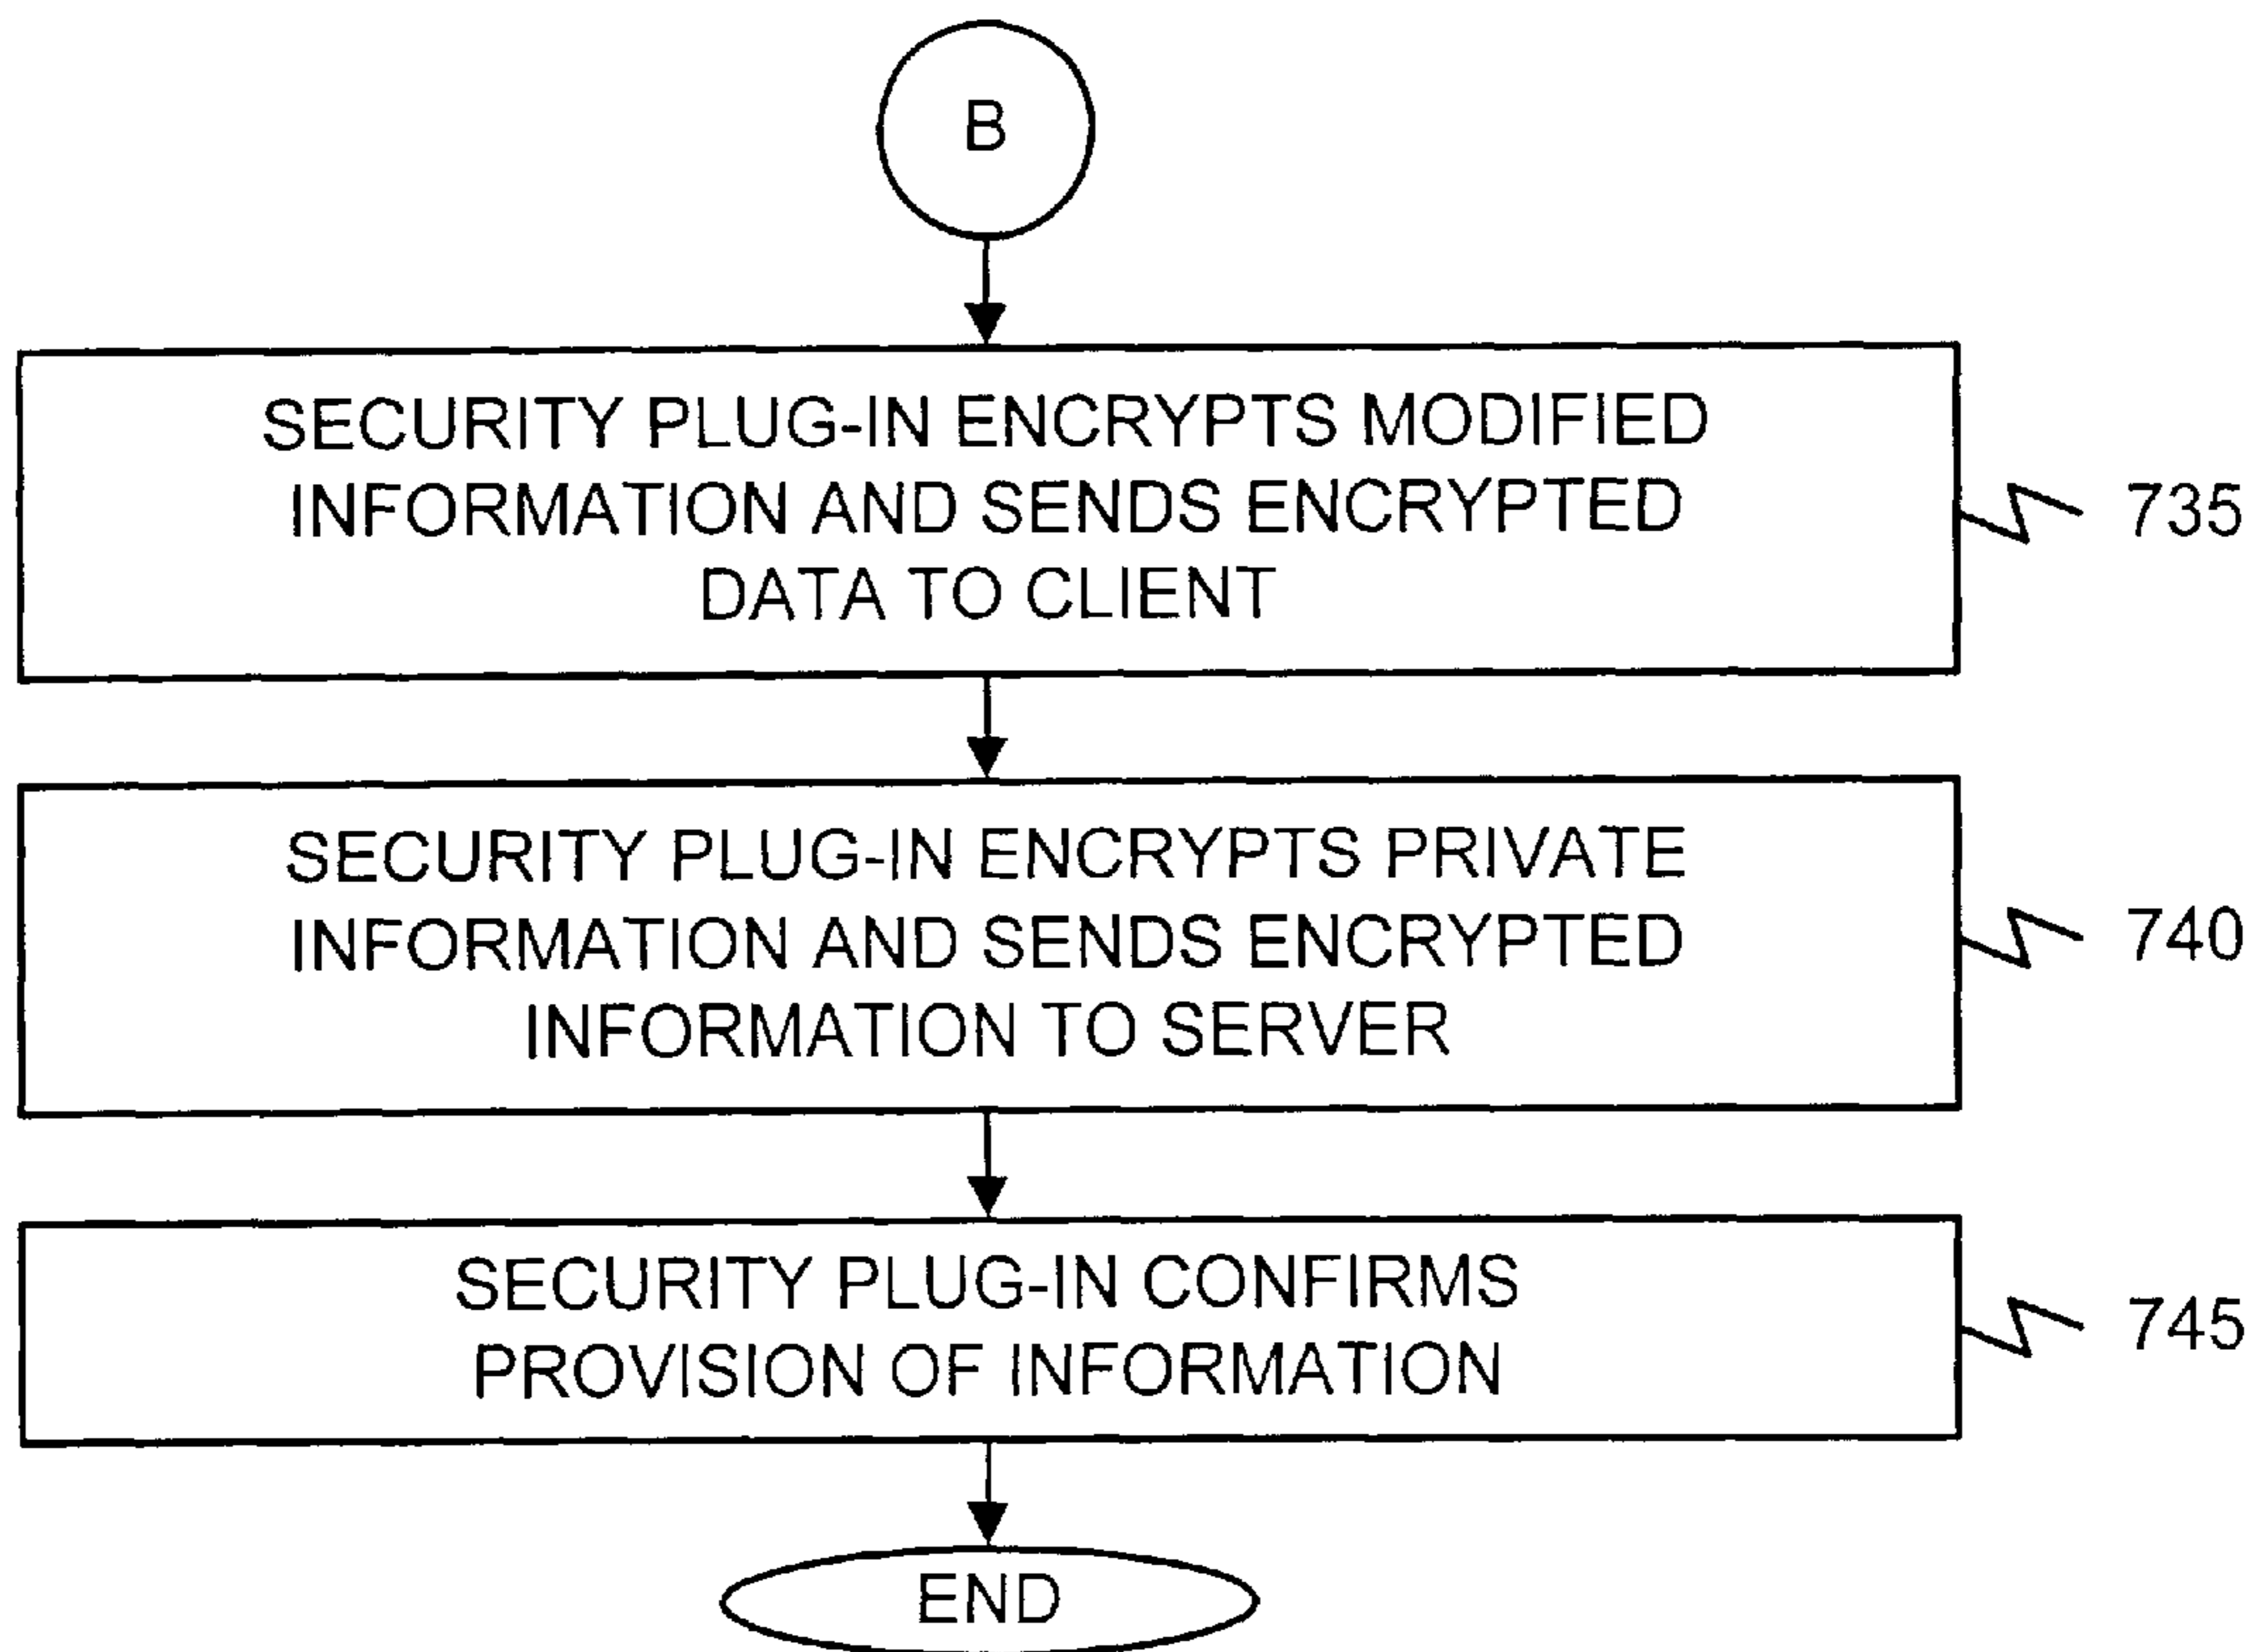 B
SECURITY PLUG-IN ENCRYPTS MODIFIED
INFORMATION AND SENDS ENCRYPTED
DATA TO CLIENT
735
SECURITY PLUG-IN ENCRYPTS PRIVATE
INFORMATION AND SENDS ENCRYPTED
INFORMATION TO SERVER
740
SECURITY PLUG-IN CONFIRMS
PROVISION OF INFORMATION
745
END